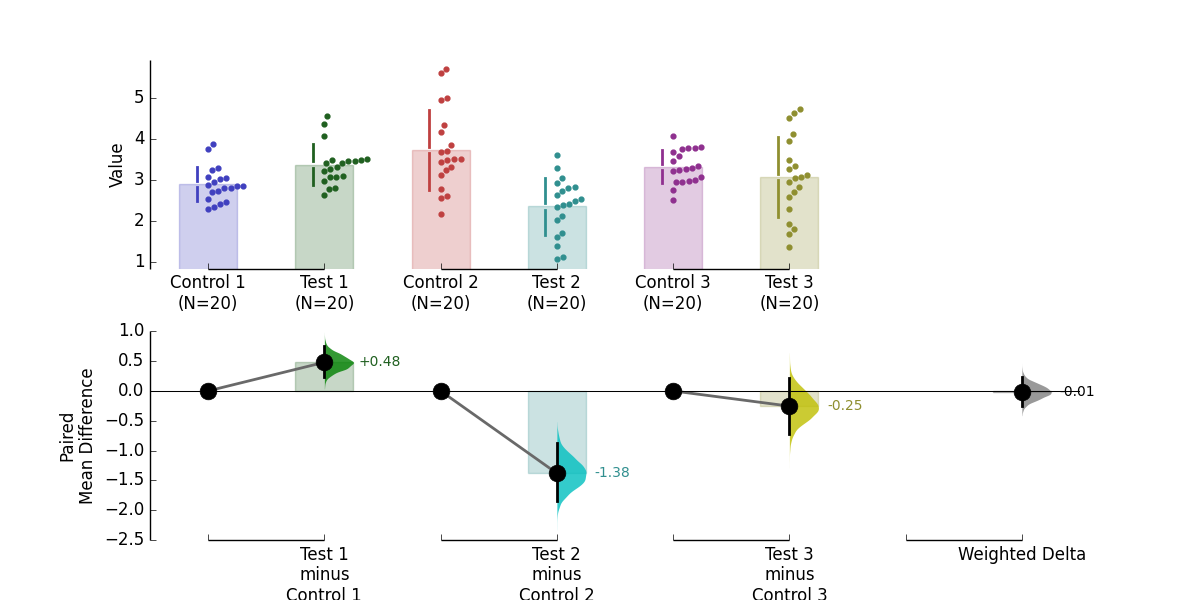 5
4
3
2
1
Value
Control 1
(N=20)
Test 1
(N=20)
Control 2
(N=20)
Test 2
(N=20)
Control 3
(N=20)
Test 3
(N=20)
1.0
0.5
0.0
−0.5
−1.0
−1.5
−2.0
−2.5
Paired
Mean Difference
+0.48
-1.38
-0.25
-0.01
Test 1
minus
Control 1
Test 2
minus
Control 2
Test 3
minus
Control 3
Weighted Delta